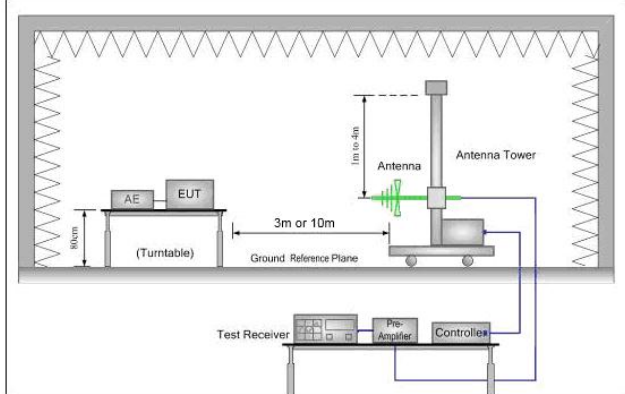 1m to 4m
Antenna
Antenna Tower
AE
EUT
80cm
(Turntable)
3m or 10m
Ground Reference Plane
Test Receiver
Pre-
Amplifier
Controller